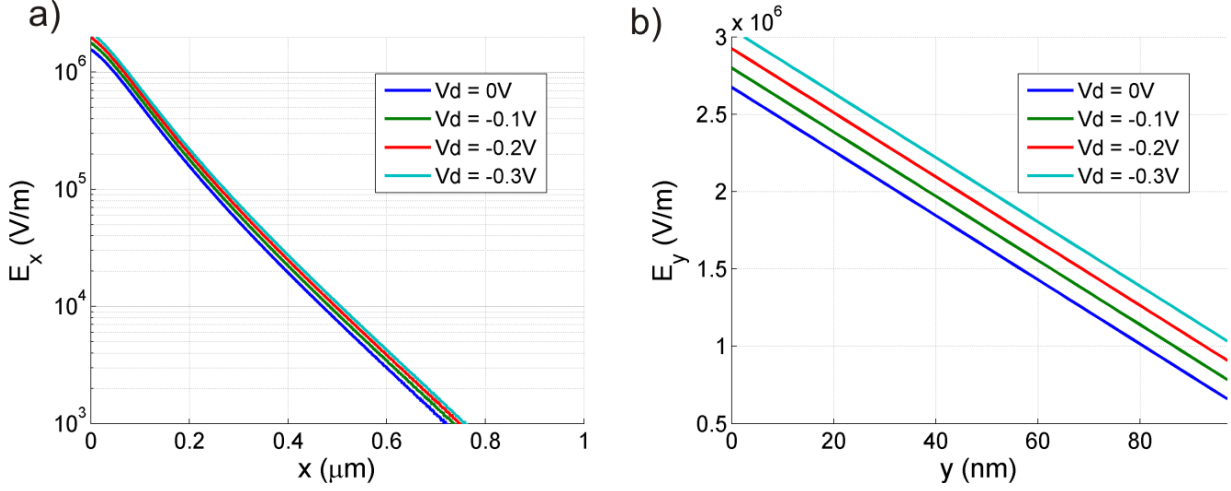 a)
10^6
10^5
10^4
10^3
E_x (V/m)
0 0.2 0.4 0.6 0.8 1
x (μm)
Vd = 0V
Vd = -0.1V
Vd = -0.2V
Vd = -0.3V
b)
x 10^6
3
2.5
2
1.5
1
0.5
E_y (V/m)
0 20 40 60 80
y (nm)
Vd = 0V
Vd = -0.1V
Vd = -0.2V
Vd = -0.3V